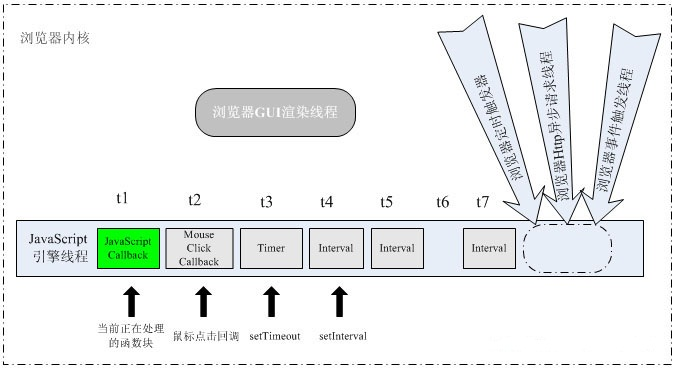 浏览器内核
浏览器GUI渲染线程
浏览器定时触发器
浏览器Http异步请求线程
浏览器事件触发线程
t1
t2
t3
t4
t5
t6
t7
JavaScript
引擎线程
JavaScript
Callback
Mouse
Click
Callback
Timer
Interval
Interval
Interval
当前正在处理
的函数块
鼠标点击回调
setTimeout
setInterval